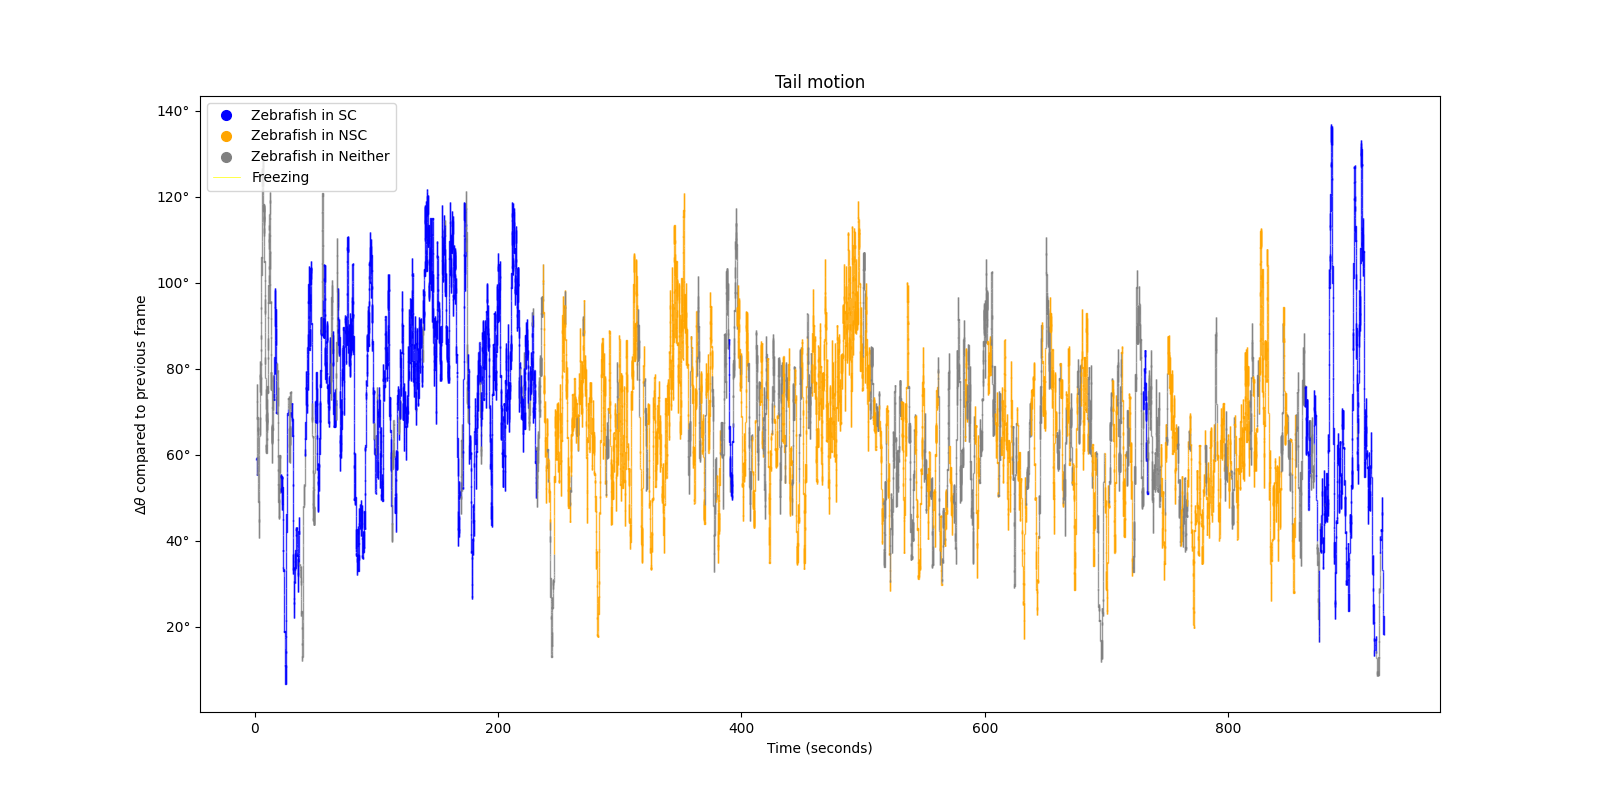 Tail motion
Zebrafish in SC
Zebrafish in NSC
Zebrafish in Neither
Freezing
140°
120°
100°
80°
60°
40°
20°
Δθ compared to previous frame
0 200 400 600 800
Time (seconds)